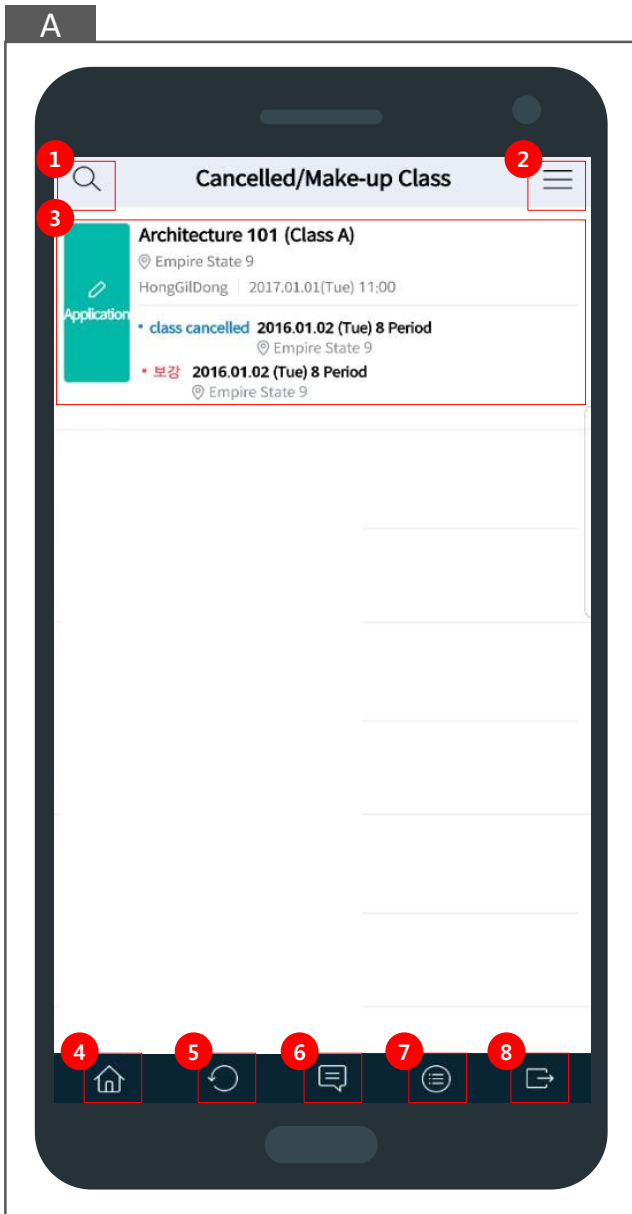 A
1
2
Cancelled/Make-up Class
3
Architecture 101 (Class A)
Empire State 9
HongGilDong | 2017.01.01(Tue) 11:00
Application
• class cancelled 2016.01.02 (Tue) 8 Period
Empire State 9
• 보강 2016.01.02 (Tue) 8 Period
Empire State 9
4
5
6
7
8